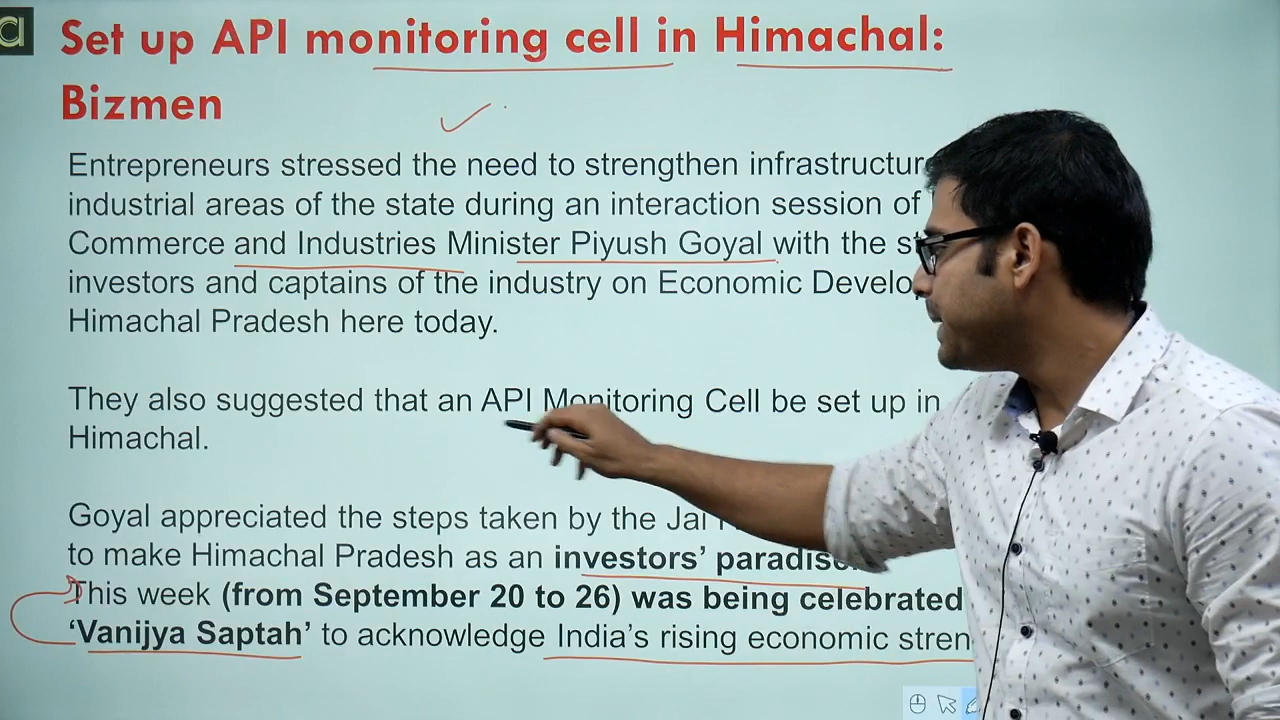 a
Set up API monitoring cell in Himachal:
Bizmen
Entrepreneurs stressed the need to strengthen
industrial areas of the state during an interaction session of
Commerce and Industries Minister Piyush Goyal with the
investors and captains of the industry on Economic
Himachal Pradesh here today.
They also suggested that an API Monitoring Cell be set up in
Himachal.
Goyal appreciated the steps taken by the Jai
to make Himachal Pradesh as an investors’ paradise
This week (from September 20 to 26) was being celebrated
‘Vanijya Saptah’ to acknowledge India’s rising economic